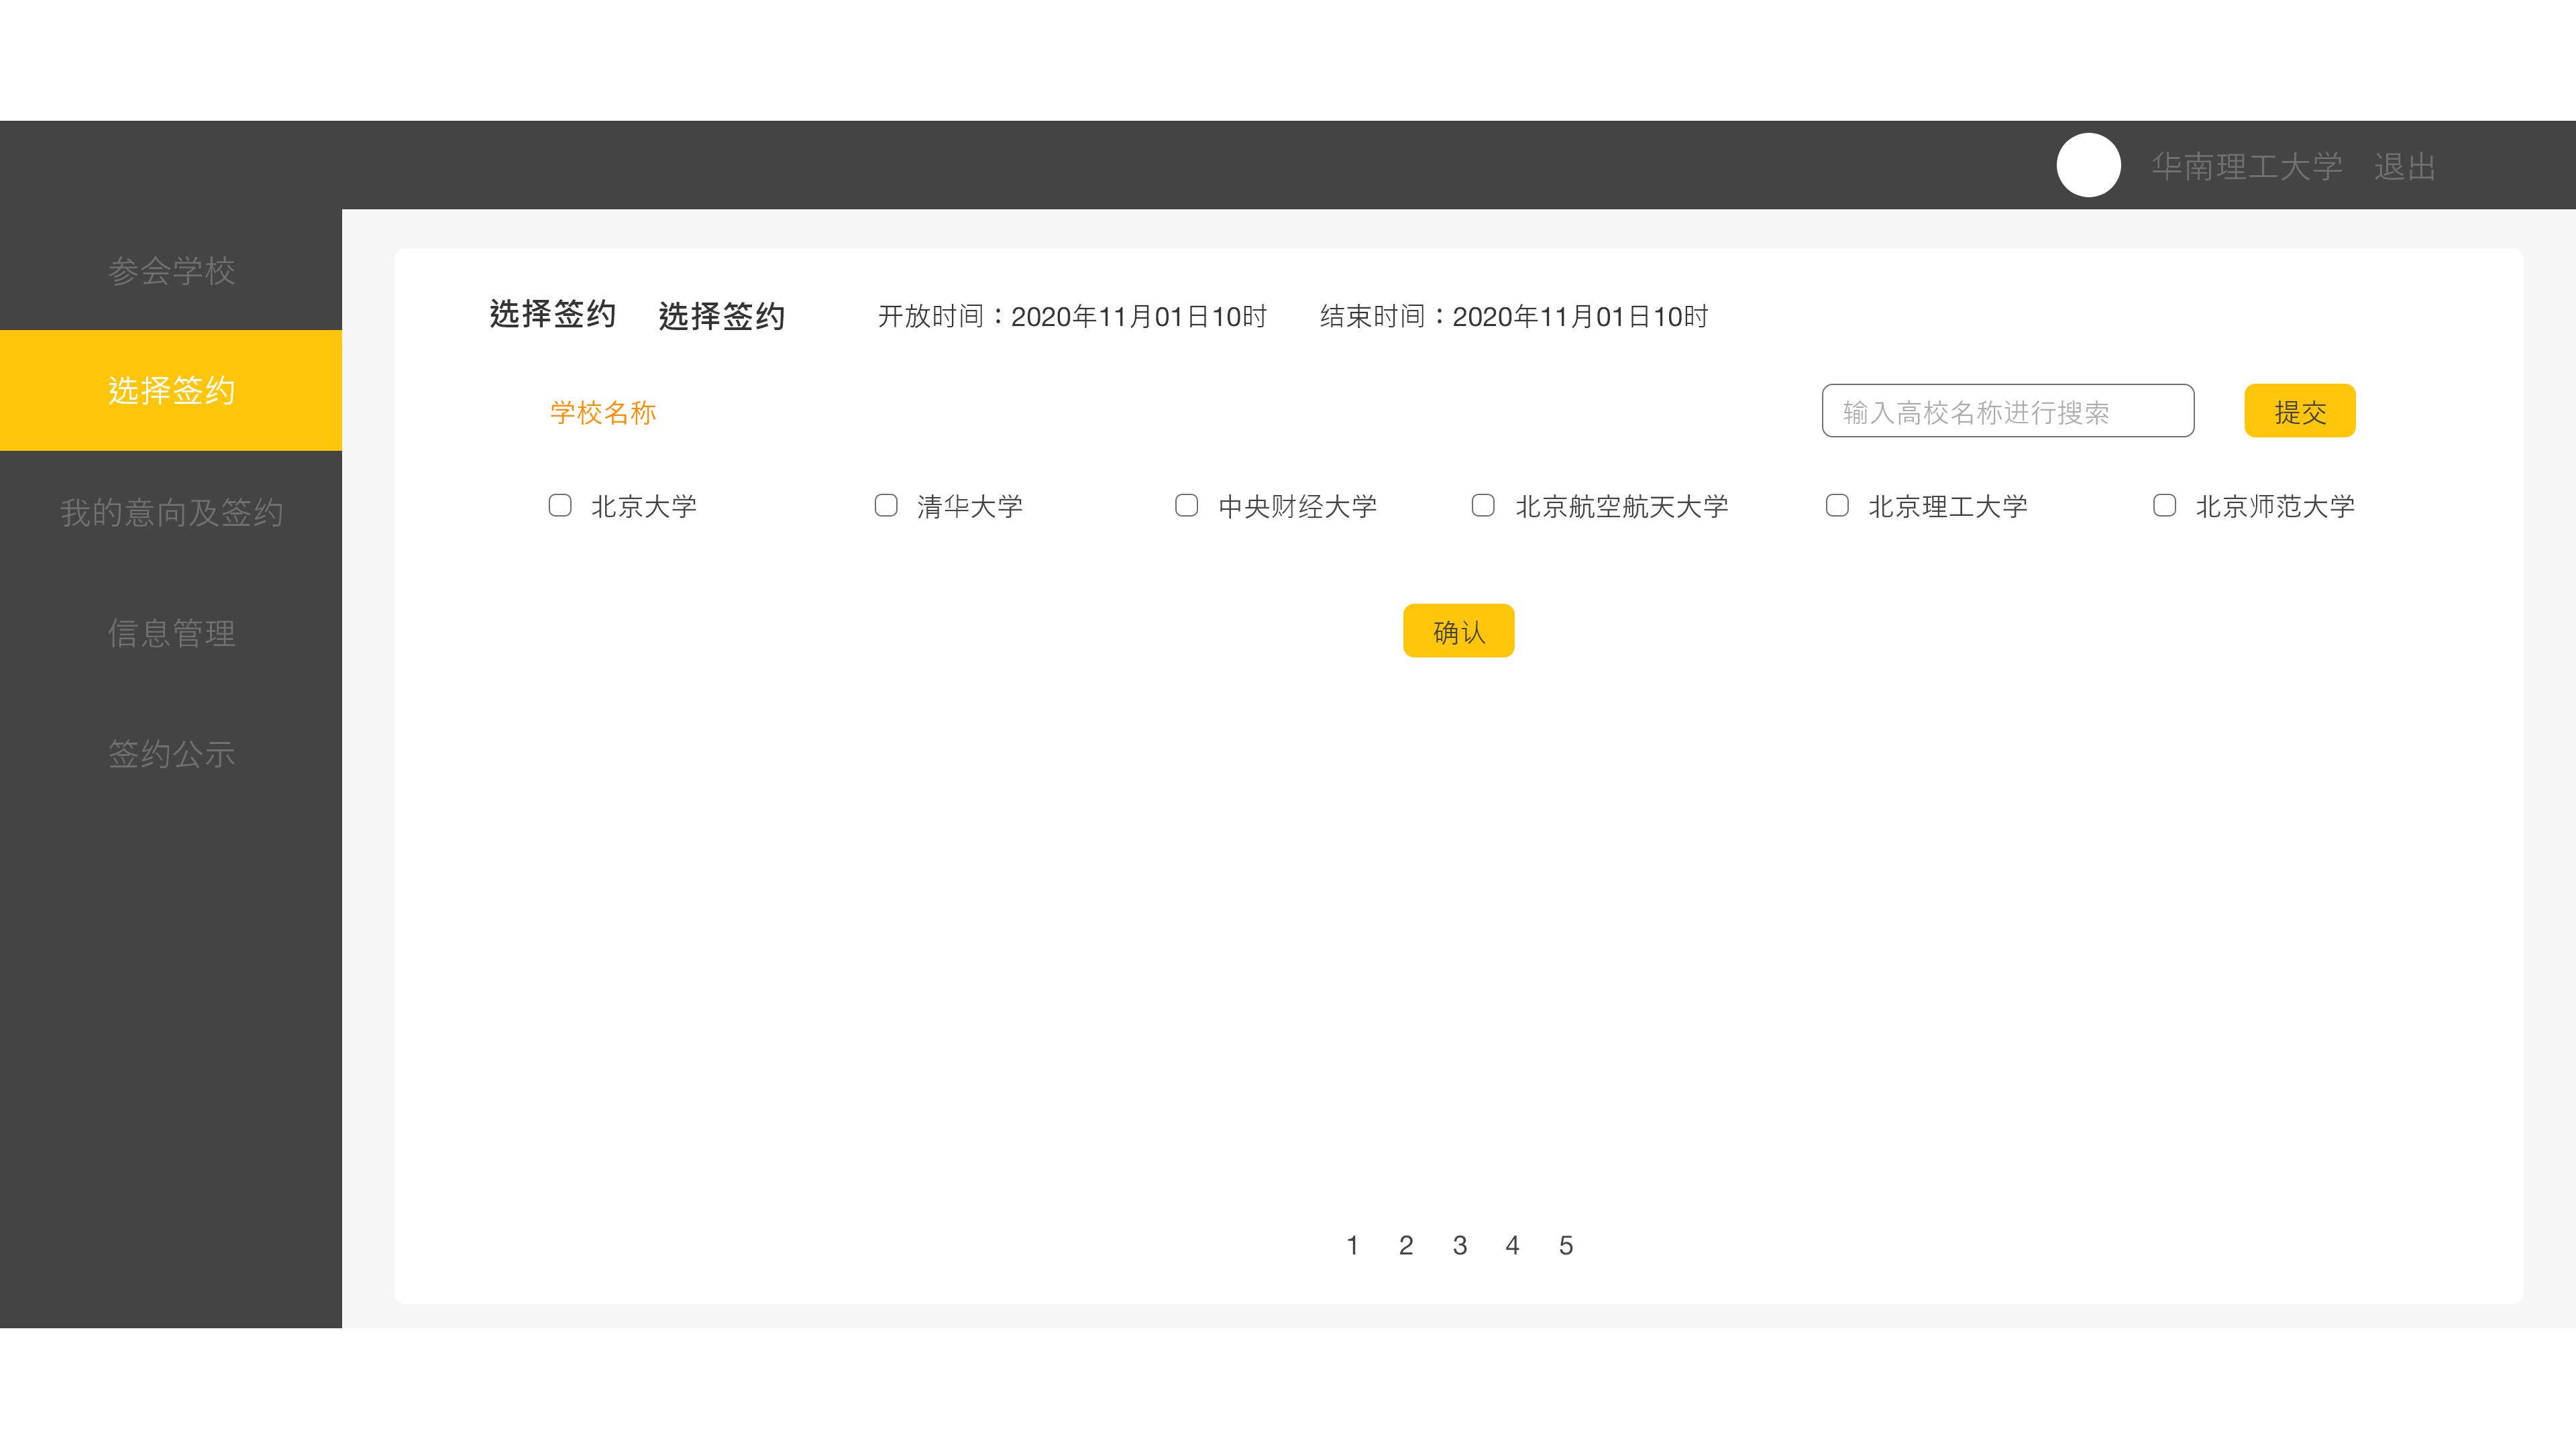 华南理工大学 退出
参会学校
选择签约
我的意向及签约
信息管理
签约公示
选择签约 选择签约 开放时间：2020年11月01日10时 结束时间：2020年11月01日10时
学校名称 输入高校名称进行搜索 提交
北京大学 清华大学 中央财经大学 北京航空航天大学 北京理工大学 北京师范大学
确认
1 2 3 4 5